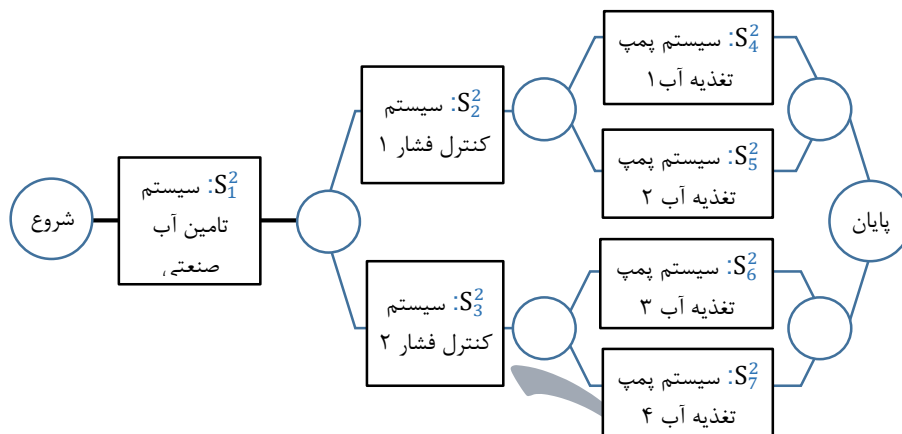 شروع
S₁²: سیستم
تامین آب
صنعتی
S₂²: سیستم
کنترل فشار ۱
S₃²: سیستم
کنترل فشار ۲
S₄²: سیستم پمپ
تغذیه آب۱
S₅²: سیستم پمپ
تغذیه آب ۲
S₆²: سیستم پمپ
تغذیه آب ۳
S₇²: سیستم پمپ
تغذیه آب ۴
پایان